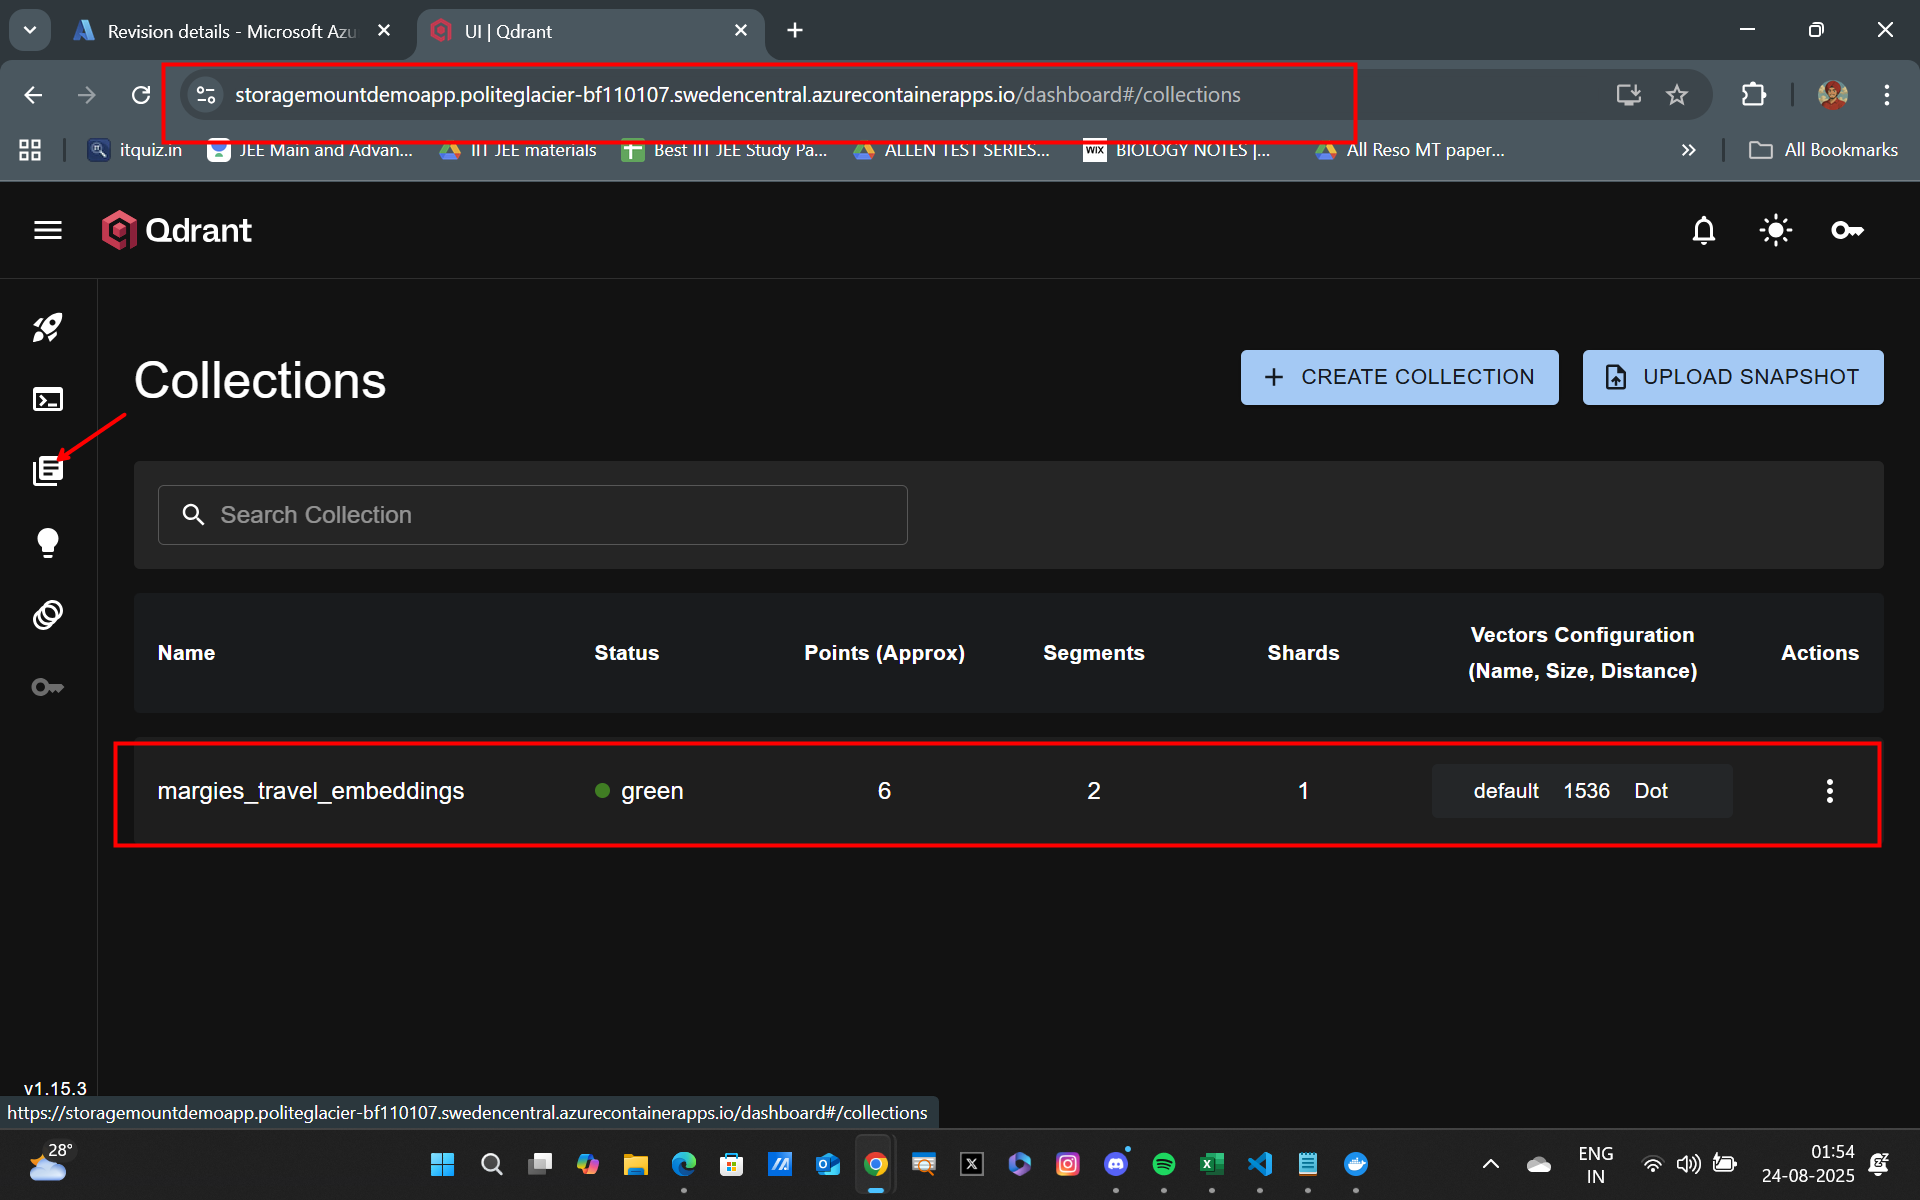 Revision details - Microsoft Azu
UI | Qdrant
storagemountdemoapp.politeglacier-bf110107.swedencentral.azurecontainerapps.io/dashboard#/collections
itquiz.in
JEE Main and Advan...
IIT JEE materials
Best IIT JEE Study Pa...
ALLEN TEST SERIES...
WIX
BIOLOGY NOTES |...
All Reso MT paper...
All Bookmarks
Qdrant
Collections
CREATE COLLECTION
UPLOAD SNAPSHOT
Search Collection
Name
Status
Points (Approx)
Segments
Shards
Vectors Configuration
(Name, Size, Distance)
Actions
margies_travel_embeddings
green
6
2
1
default 1536 Dot
v1.15.3
https://storagemountdemoapp.politeglacier-bf110107.swedencentral.azurecontainerapps.io/dashboard#/collections
28°
ENG
IN
01:54
24-08-2025